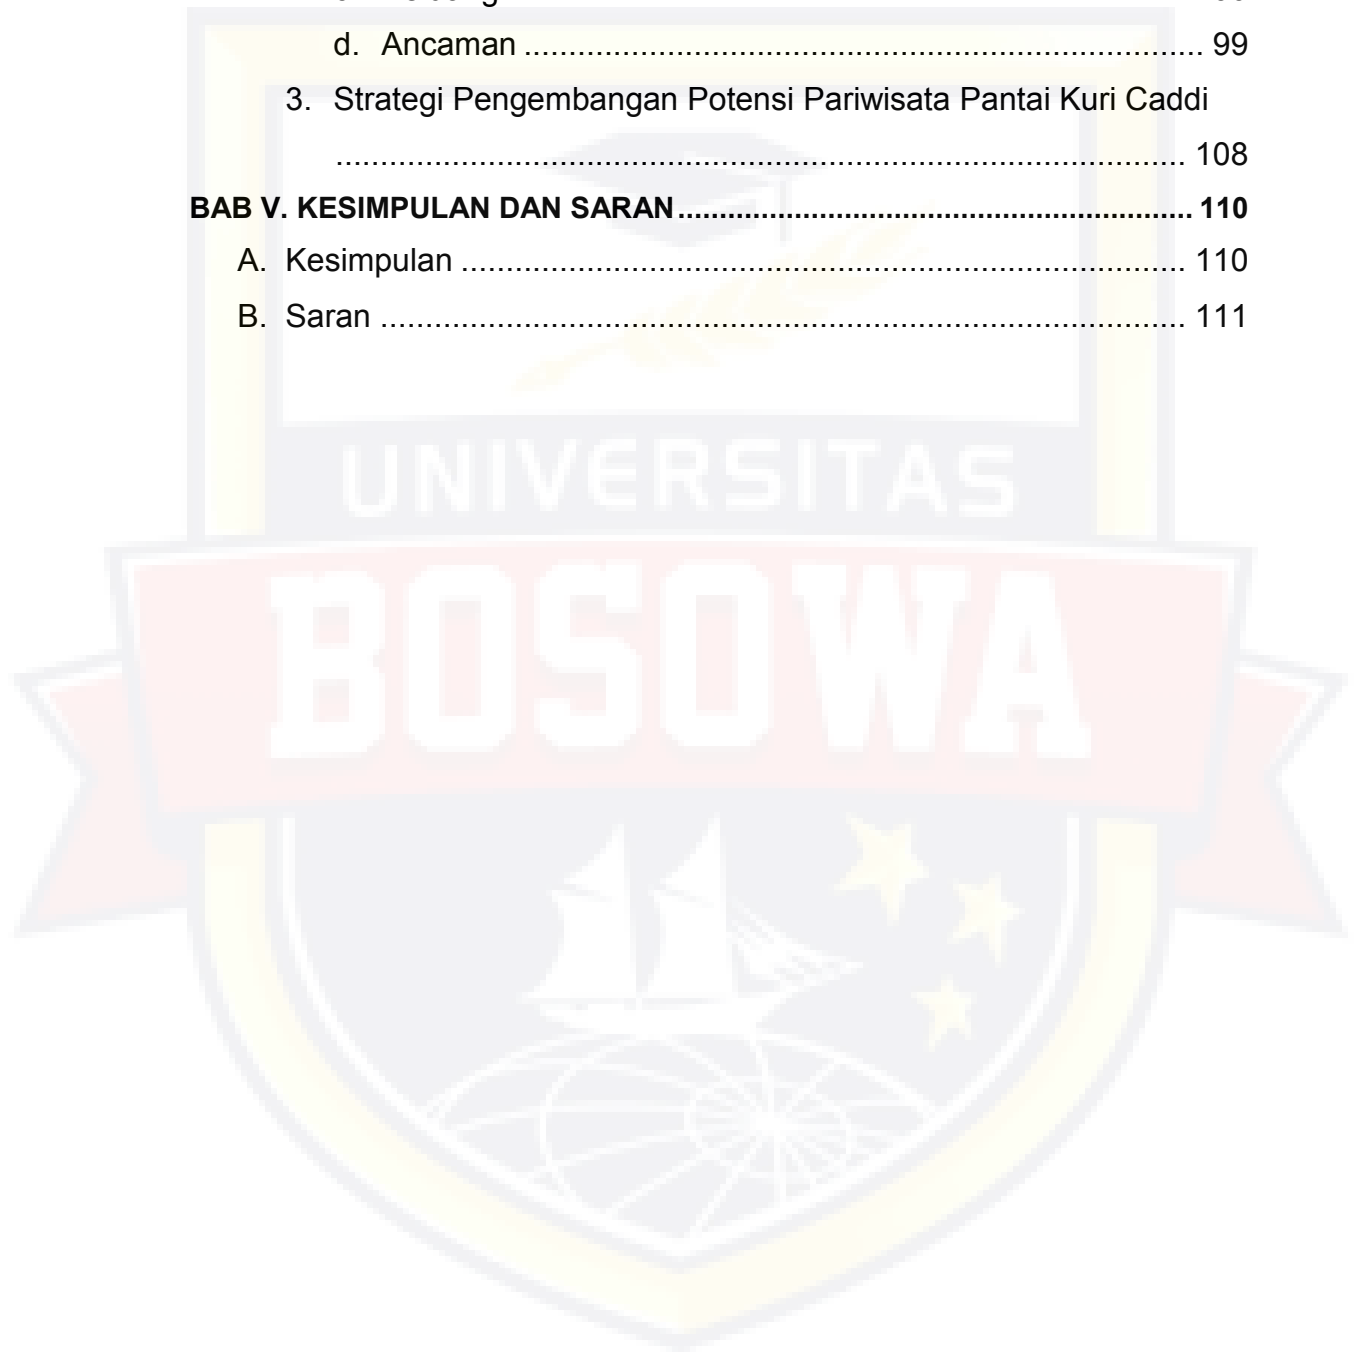 d. Ancaman ............................................................................ 99
3. Strategi Pengembangan Potensi Pariwisata Pantai Kuri Caddi
................................................................................................ 108
BAB V. KESIMPULAN DAN SARAN .............................................................. 110
A. Kesimpulan .................................................................................. 110
B. Saran ........................................................................................... 111
UNIVERSITAS
BOSOWA